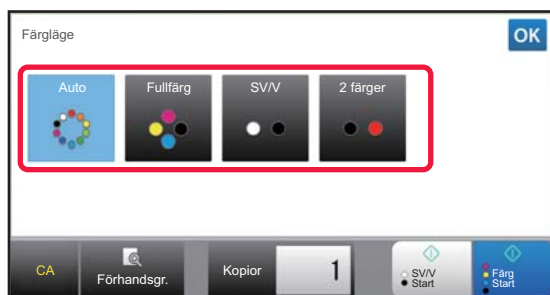 Färgläge
OK
Auto
Fullfärg
SV/V
2 färger
CA
Förhandsgr.
Kopior
1
SV/V
Start
Färg
Start